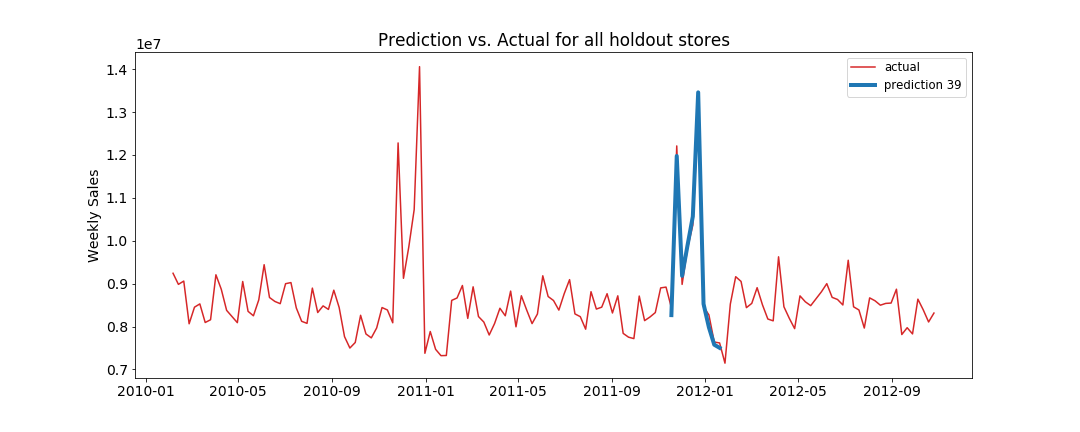 Prediction vs. Actual for all holdout stores
1e7
1.4
1.3
1.2
1.1
1.0
0.9
0.8
0.7
Weekly Sales
actual
prediction 39
2010-01 2010-05 2010-09 2011-01 2011-05 2011-09 2012-01 2012-05 2012-09